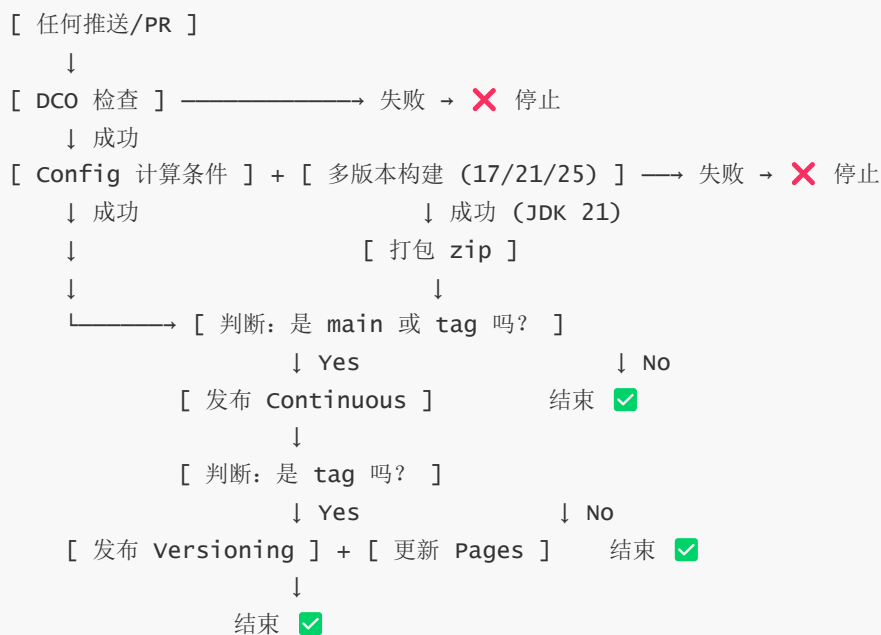 [ 任何推送/PR ]
↓
[ DCO 检查 ] ────────────→ 失败 → ❌ 停止
↓ 成功
[ Config 计算条件 ] + [ 多版本构建 (17/21/25) ] ──→ 失败 → ❌ 停止
↓ 成功 ↓ 成功 (JDK 21)
↓ [ 打包 zip ]
↓ ↓
└──────→ [ 判断：是 main 或 tag 吗？ ]
↓ Yes ↓ No
[ 发布 Continuous ] 结束 ✅
↓
[ 判断：是 tag 吗？ ]
↓ Yes ↓ No
[ 发布 Versioning ] + [ 更新 Pages ] 结束 ✅
↓
结束 ✅